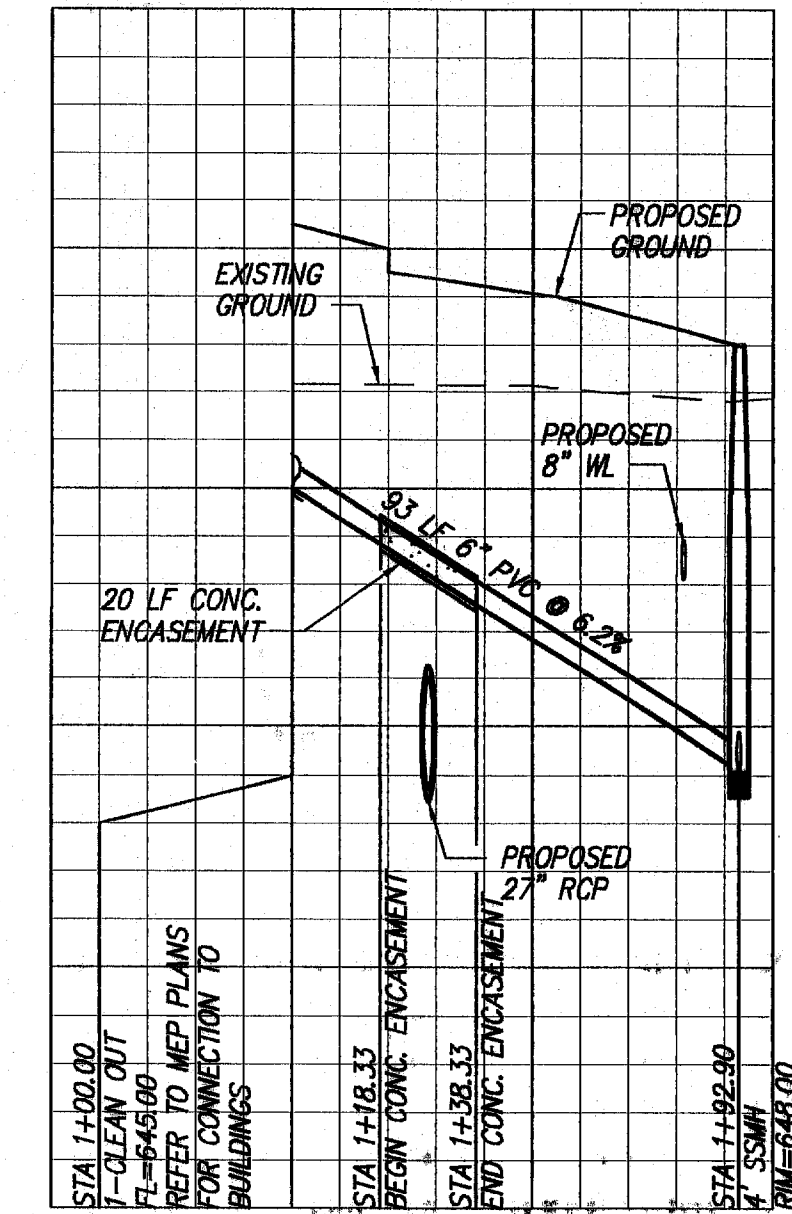 PROPOSED
GROUND
EXISTING
GROUND
PROPOSED
8" WL
93 LF 6" PVC @ 6.2%
20 LF CONC.
ENCASEMENT
PROPOSED
27" RCP
STA 1+00.00
1-CLEAN OUT
FL=645.00
REFER TO MEP PLANS
FOR CONNECTION TO
BUILDINGS
STA 1+18.33
BEGIN CONC. ENCASEMENT
STA 1+38.33
END CONC. ENCASEMENT
STA 1+92.90
4' SSMH
RIM=648.00